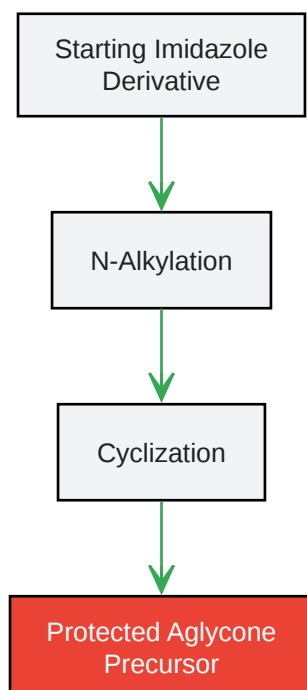 Starting Imidazole
Derivative
N-Alkylation
Cyclization
Protected Aglycone
Precursor